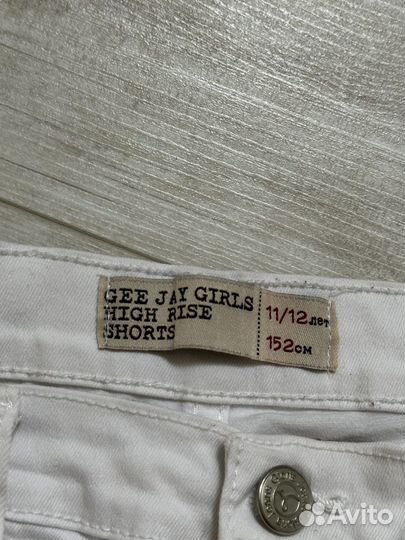 GEE JAY GIRLS
HIGH RISE
SHORTS
11/12 лет
152 см
Avito